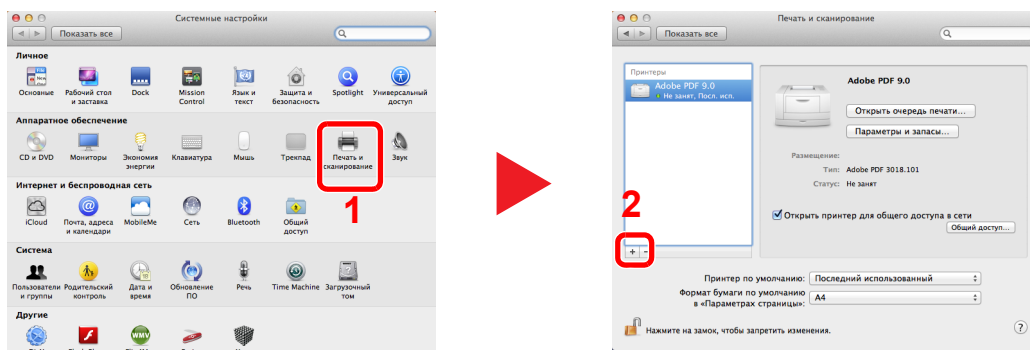 Системные настройки
Показать все
Личное
Основные
Рабочий стол
и заставка
Dock
Mission
Control
Язык и
текст
Защита и
безопасность
Spotlight
Универсальный
доступ
Аппаратное обеспечение
CD и DVD
Мониторы
Экономия
энергии
Клавиатура
Мышь
Трекпад
Печать и
сканирование
Звук
1
Интернет и беспроводная сеть
iCloud
Почта, адреса
и календари
MobileMe
Сеть
Bluetooth
Общий
доступ
Система
Пользователи
и группы
Родительский
контроль
Дата и
время
Обновление
ПО
Речь
Time Machine
Загрузочный
том
Другие
WMV
Печать и сканирование
Показать все
Принтеры
Adobe PDF 9.0
Не занят, Посл. исп.
2
+ −
Adobe PDF 9.0
Открыть очередь печати...
Параметры и запасы...
Размещение:
Тип: Adobe PDF 3018.101
Статус: Не занят
Открыть принтер для общего доступа в сети
Общий доступ...
Принтер по умолчанию: Последний использованный
Формат бумаги по умолчанию
в «Параметрах страницы»: A4
Нажмите на замок, чтобы запретить изменения.
?